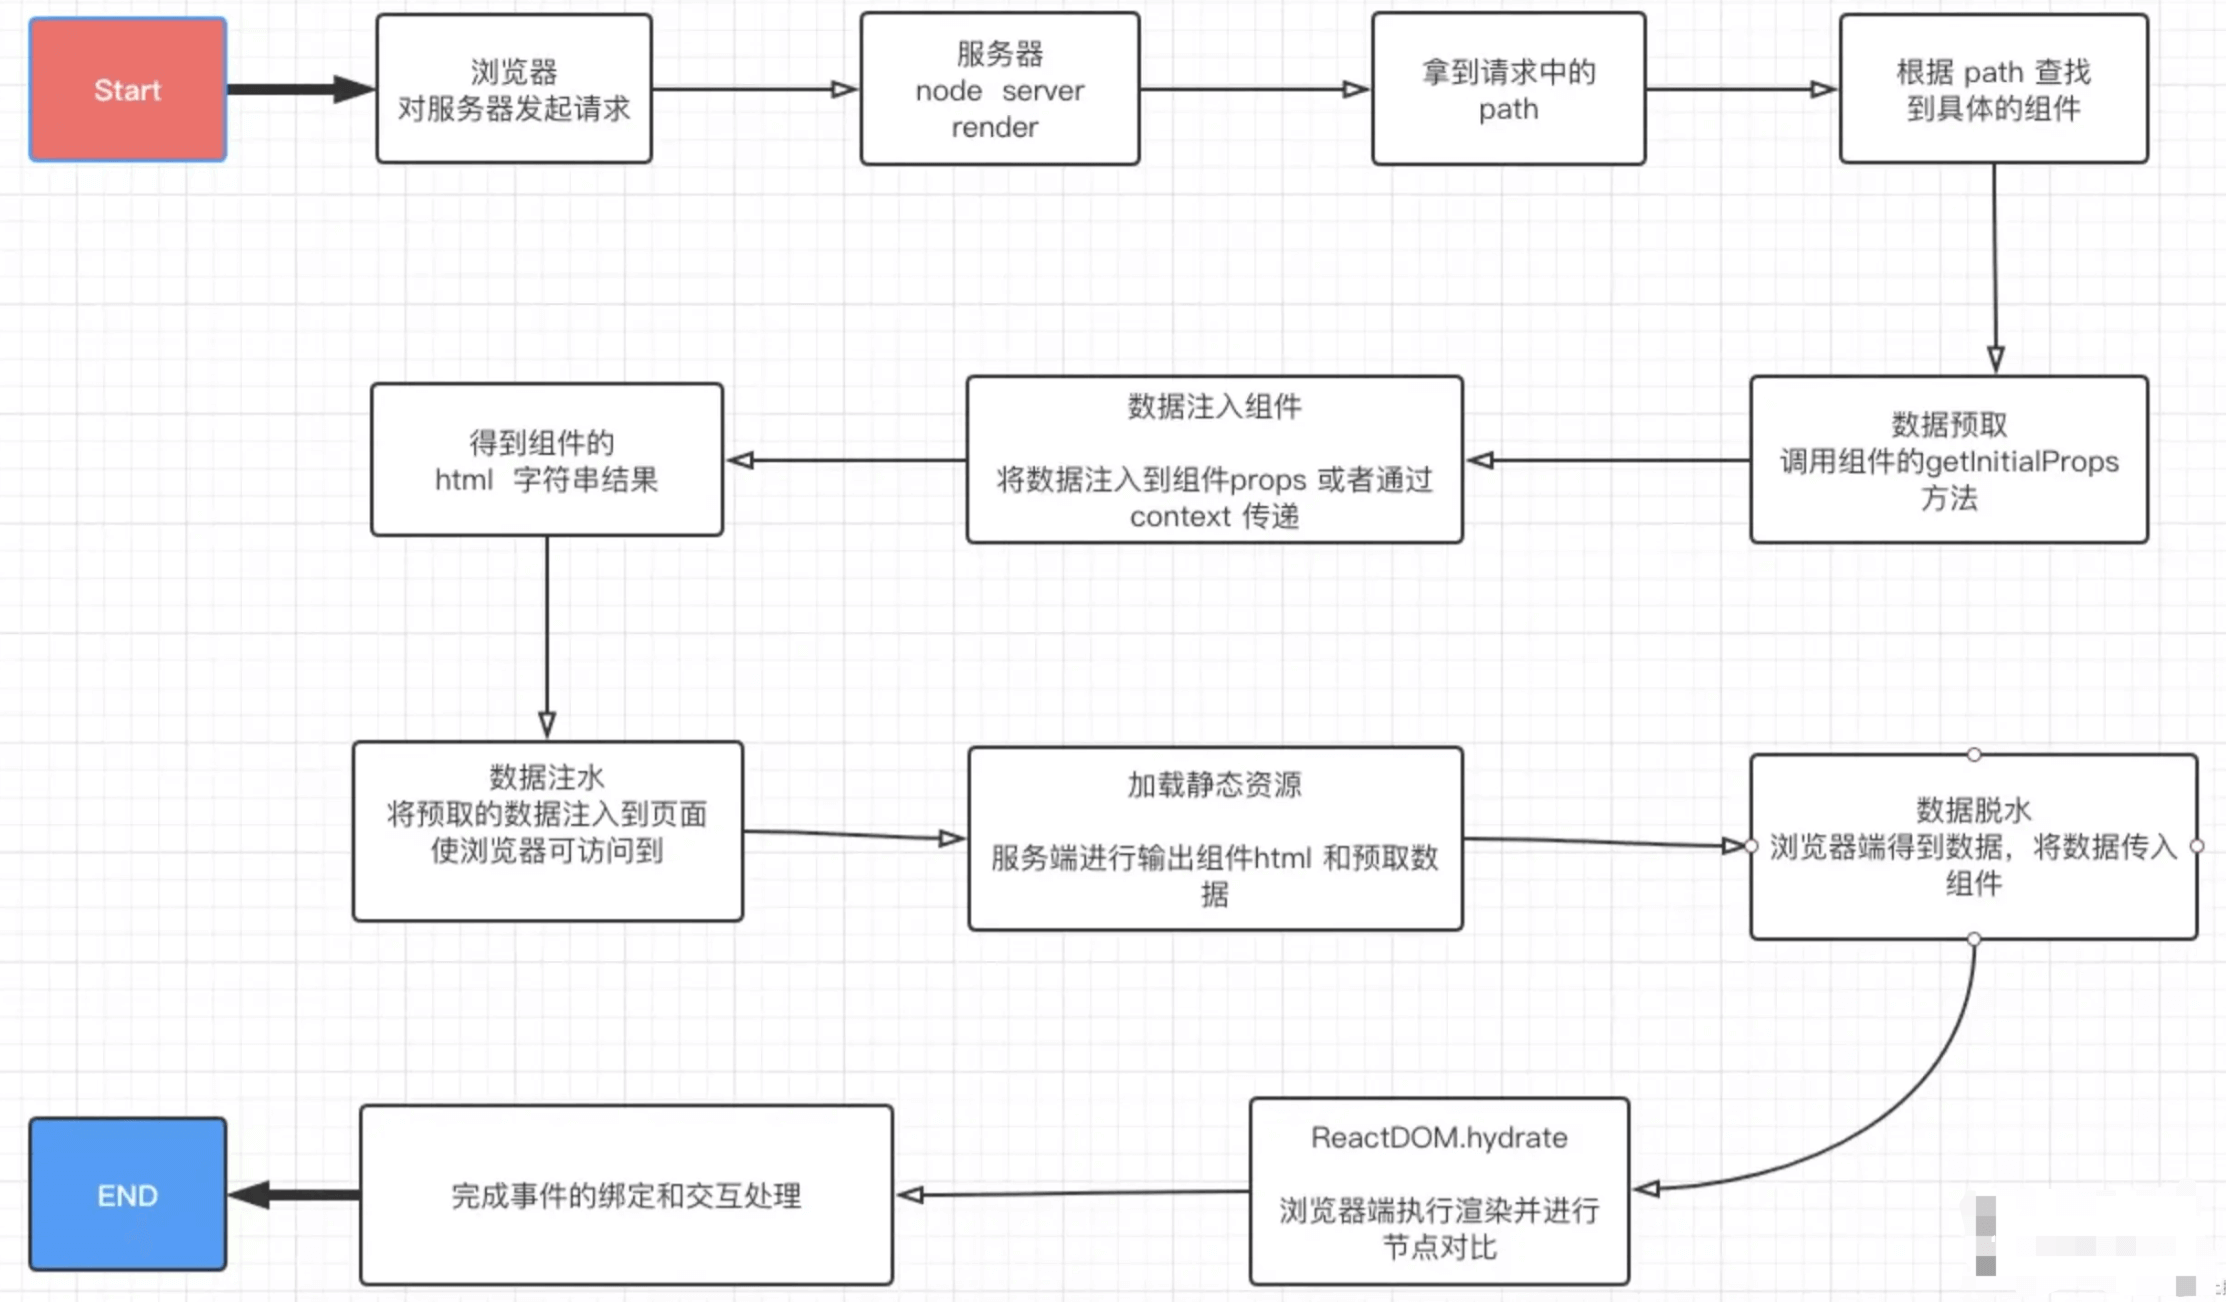 Start
浏览器
对服务器发起请求
服务器
node server
render
拿到请求中的
path
根据 path 查找
到具体的组件
数据预取
调用组件的getInitialProps
方法
数据注入组件
将数据注入到组件props 或者通过
context 传递
得到组件的
html 字符串结果
数据注水
将预取的数据注入到页面
使浏览器可访问到
加载静态资源
服务端进行输出组件html 和预取数
据
数据脱水
浏览器端得到数据，将数据传入
组件
ReactDOM.hydrate
浏览器端执行渲染并进行
节点对比
完成事件的绑定和交互处理
END